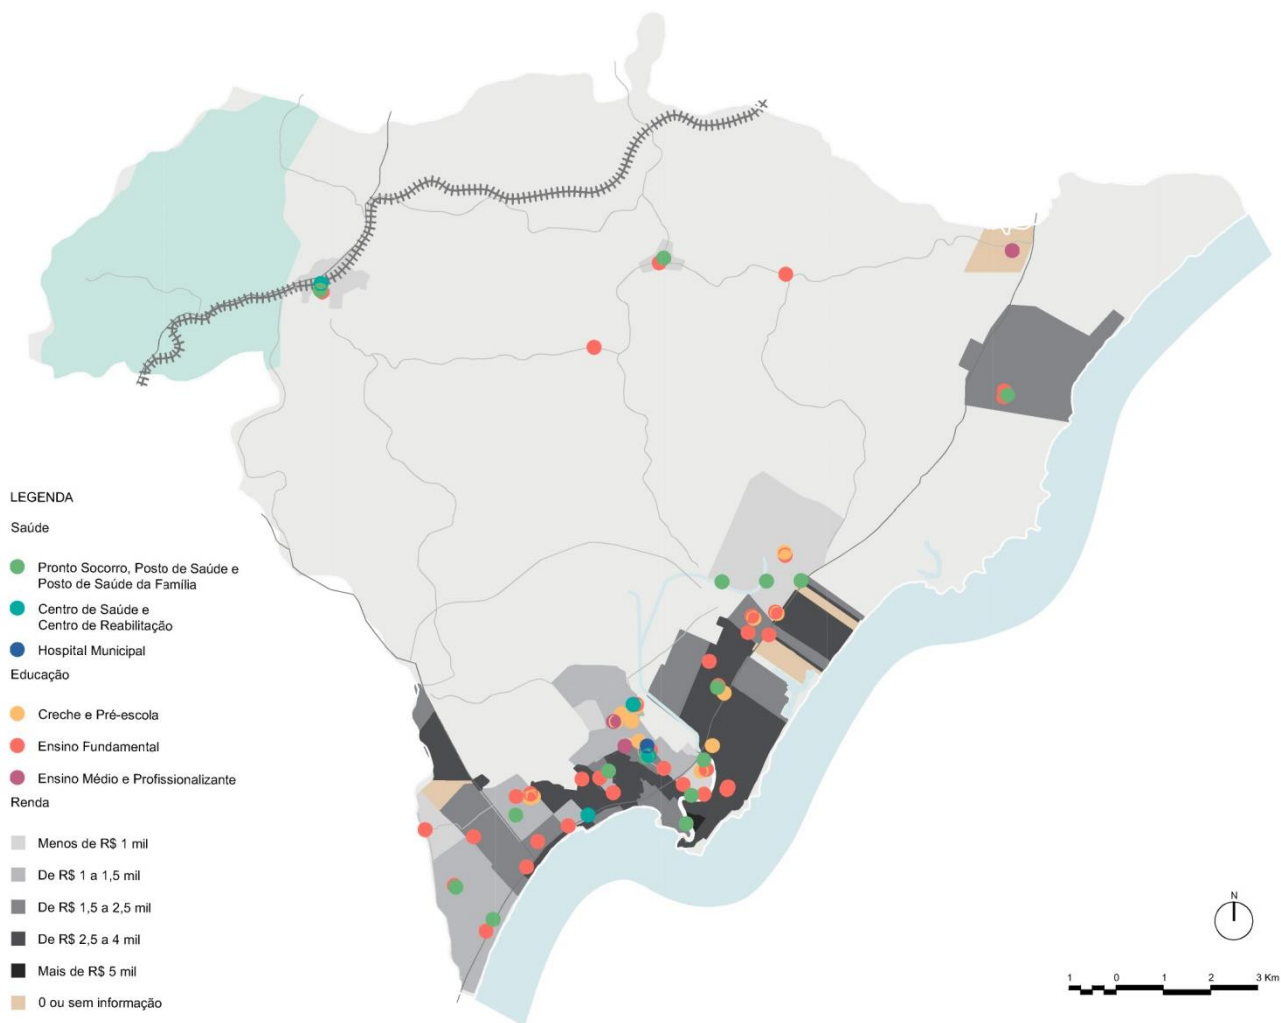 LEGENDA
Saúde
Pronto Socorro, Posto de Saúde e
Posto de Saúde da Família
Centro de Saúde e
Centro de Reabilitação
Hospital Municipal
Educação
Creche e Pré-escola
Ensino Fundamental
Ensino Médio e Profissionalizante
Renda
Menos de R$ 1 mil
De R$ 1 a 1,5 mil
De R$ 1,5 a 2,5 mil
De R$ 2,5 a 4 mil
Mais de R$ 5 mil
0 ou sem informação
N
1 0 1 2 3 Km